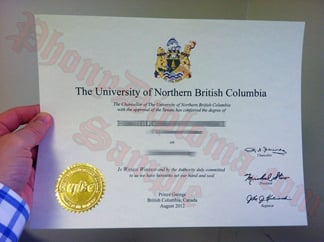 The University of Northern British Columbia
The Chancellor of The University of Northern British Columbia
has on the approval of the Senate has conferred the degree of
on
In Witness Whereof and by the authority duly committed
to us we have hereunto set our hand and seal
Chancellor
President
Registrar
Prince George
British Columbia, Canada
August 2012